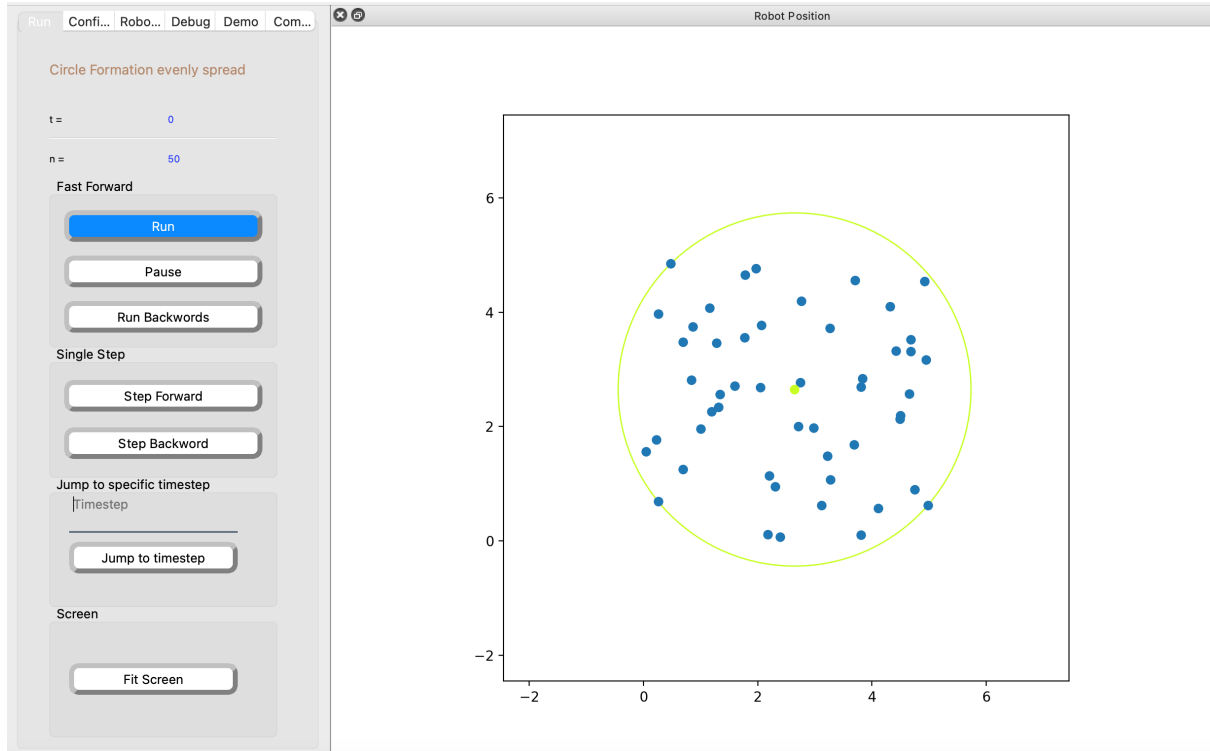 Run Confi... Robo... Debug Demo Com...
Robot Position
Circle Formation evenly spread
t = 0
n = 50
Fast Forward
Run
Pause
Run Backwords
Single Step
Step Forward
Step Backword
Jump to specific timestep
Timestep
Jump to timestep
Screen
Fit Screen
6
4
2
0
−2
−2 0 2 4 6